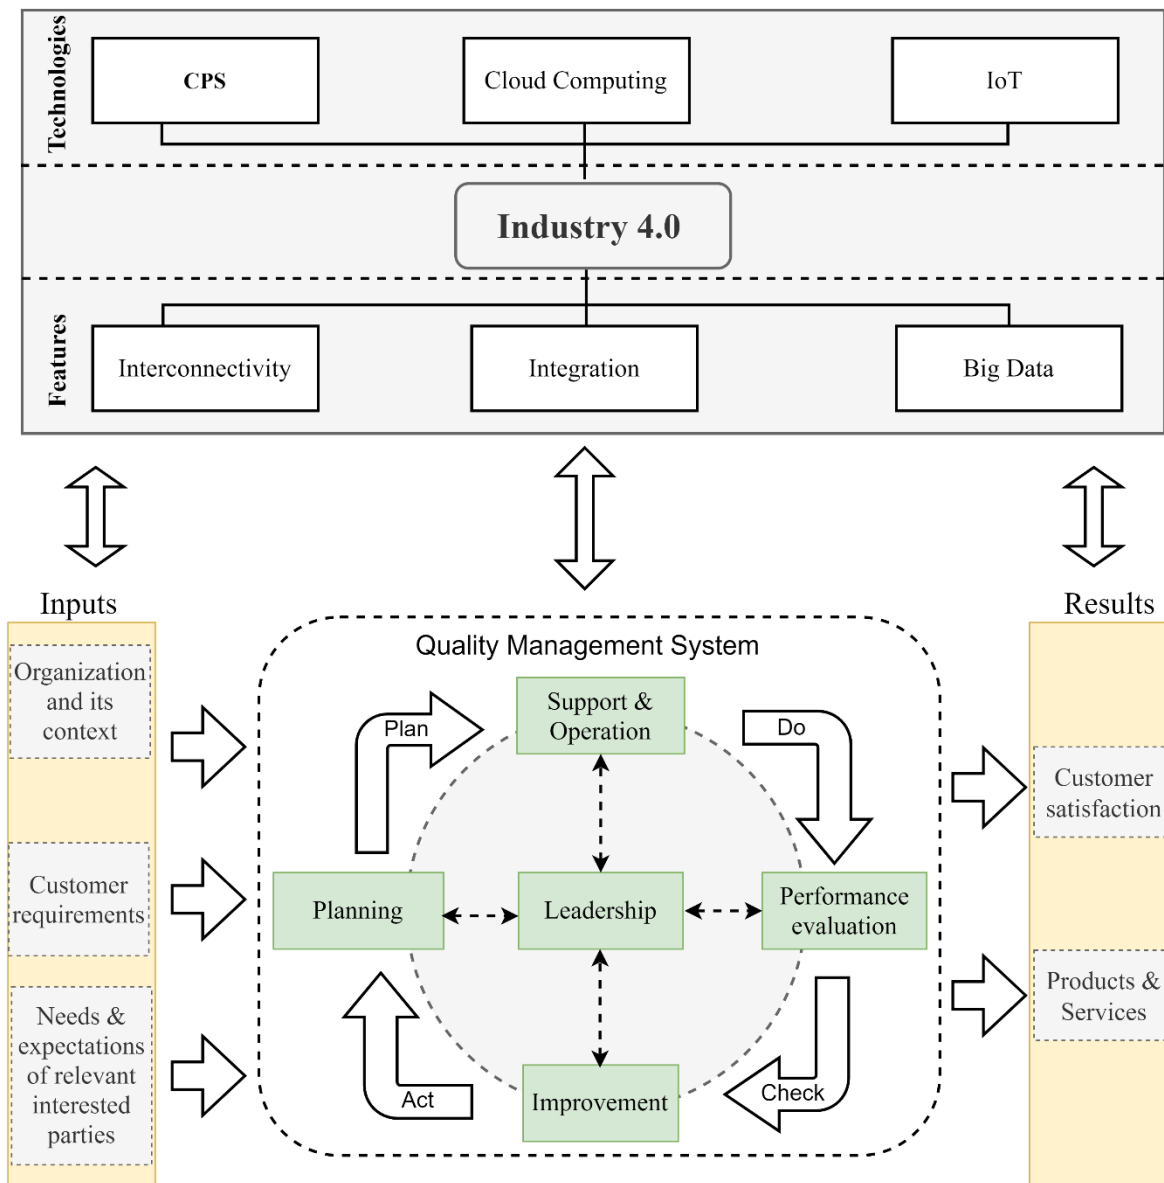 Technologies
CPS
Cloud Computing
IoT
Industry 4.0
Features
Interconnectivity
Integration
Big Data
Inputs
Organization
and its
context
Customer
requirements
Needs &
expectations
of relevant
interested
parties
Quality Management System
Support &
Operation
Plan
Do
Planning
Leadership
Performance
evaluation
Act
Improvement
Check
Results
Customer
satisfaction
Products &
Services